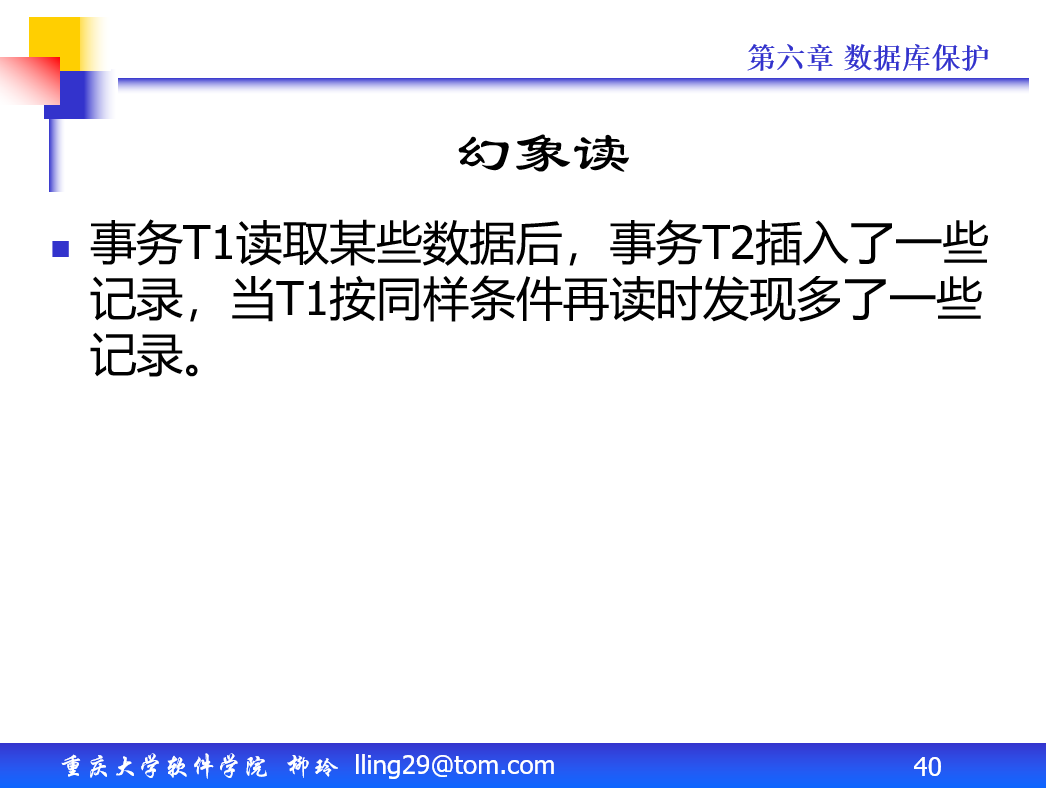 第六章 数据库保护
幻象读
事务T1读取某些数据后，事务T2插入了一些
记录，当T1按同样条件再读时发现多了一些
记录。
重庆大学软件学院 柳玲 lling29@tom.com 40